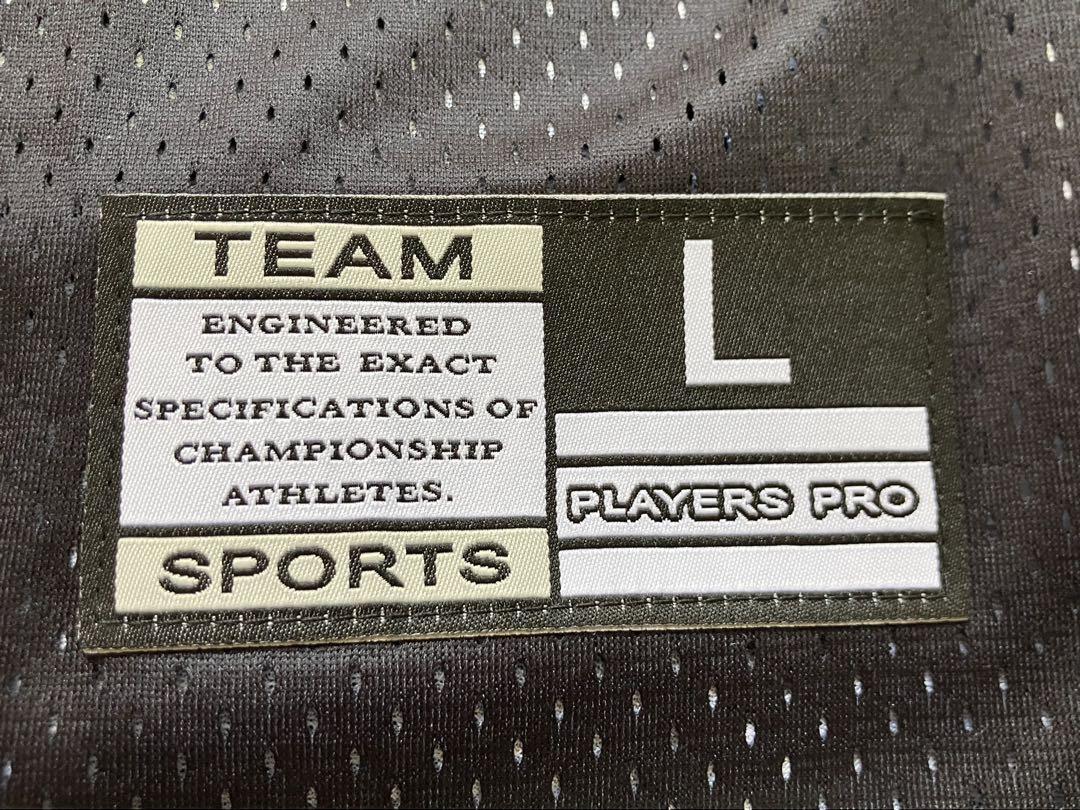 TEAM
ENGINEERED
TO THE EXACT
SPECIFICATIONS OF
CHAMPIONSHIP
ATHLETES.
SPORTS
L
PLAYERS PRO